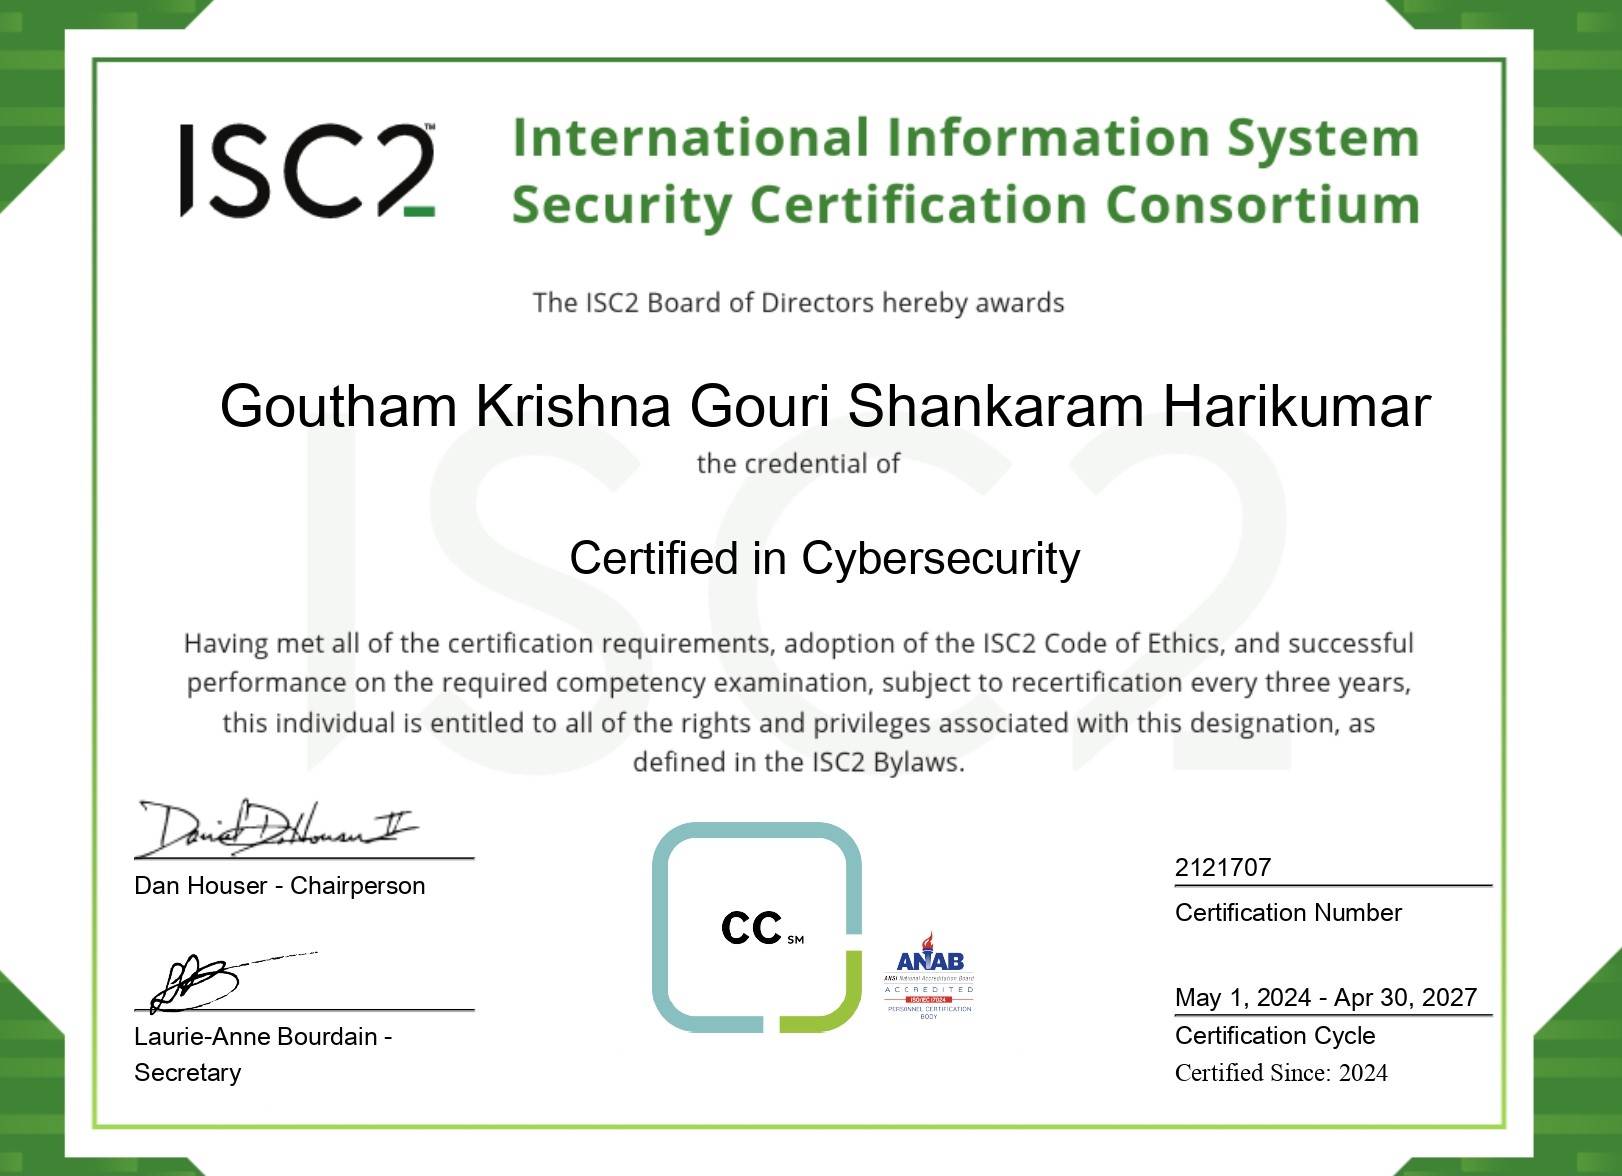 ISC2™
International Information System
Security Certification Consortium
The ISC2 Board of Directors hereby awards
Goutham Krishna Gouri Shankaram Harikumar
the credential of
Certified in Cybersecurity
Having met all of the certification requirements, adoption of the ISC2 Code of Ethics, and successful
performance on the required competency examination, subject to recertification every three years,
this individual is entitled to all of the rights and privileges associated with this designation, as
defined in the ISC2 Bylaws.
Dan Houser - Chairperson
Laurie-Anne Bourdain -
Secretary
CC SM
ANAB
ANSI National Accreditation Board
ACCREDITED
ISO/IEC 17024
PERSONNEL CERTIFICATION
BODY
2121707
Certification Number
May 1, 2024 - Apr 30, 2027
Certification Cycle
Certified Since: 2024